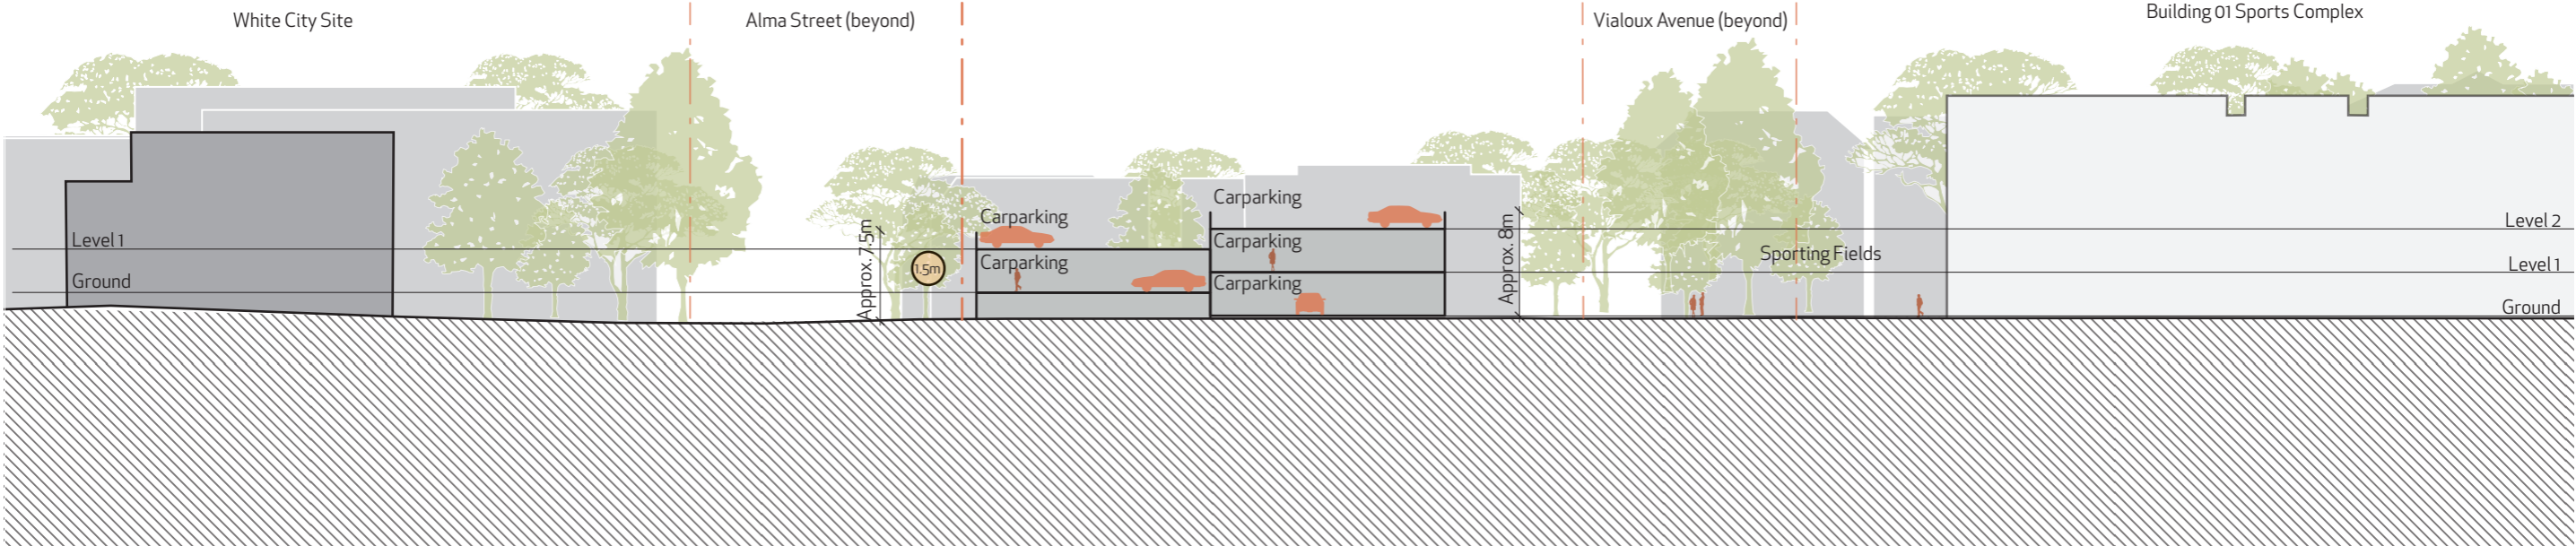 White City Site
Alma Street (beyond)
Vialoux Avenue (beyond)
Building 01 Sports Complex
Level 1
Ground
Approx. 7.5m
1.5m
Carparking
Carparking
Carparking
Carparking
Carparking
Approx. 8m
Sporting Fields
Level 2
Level 1
Ground